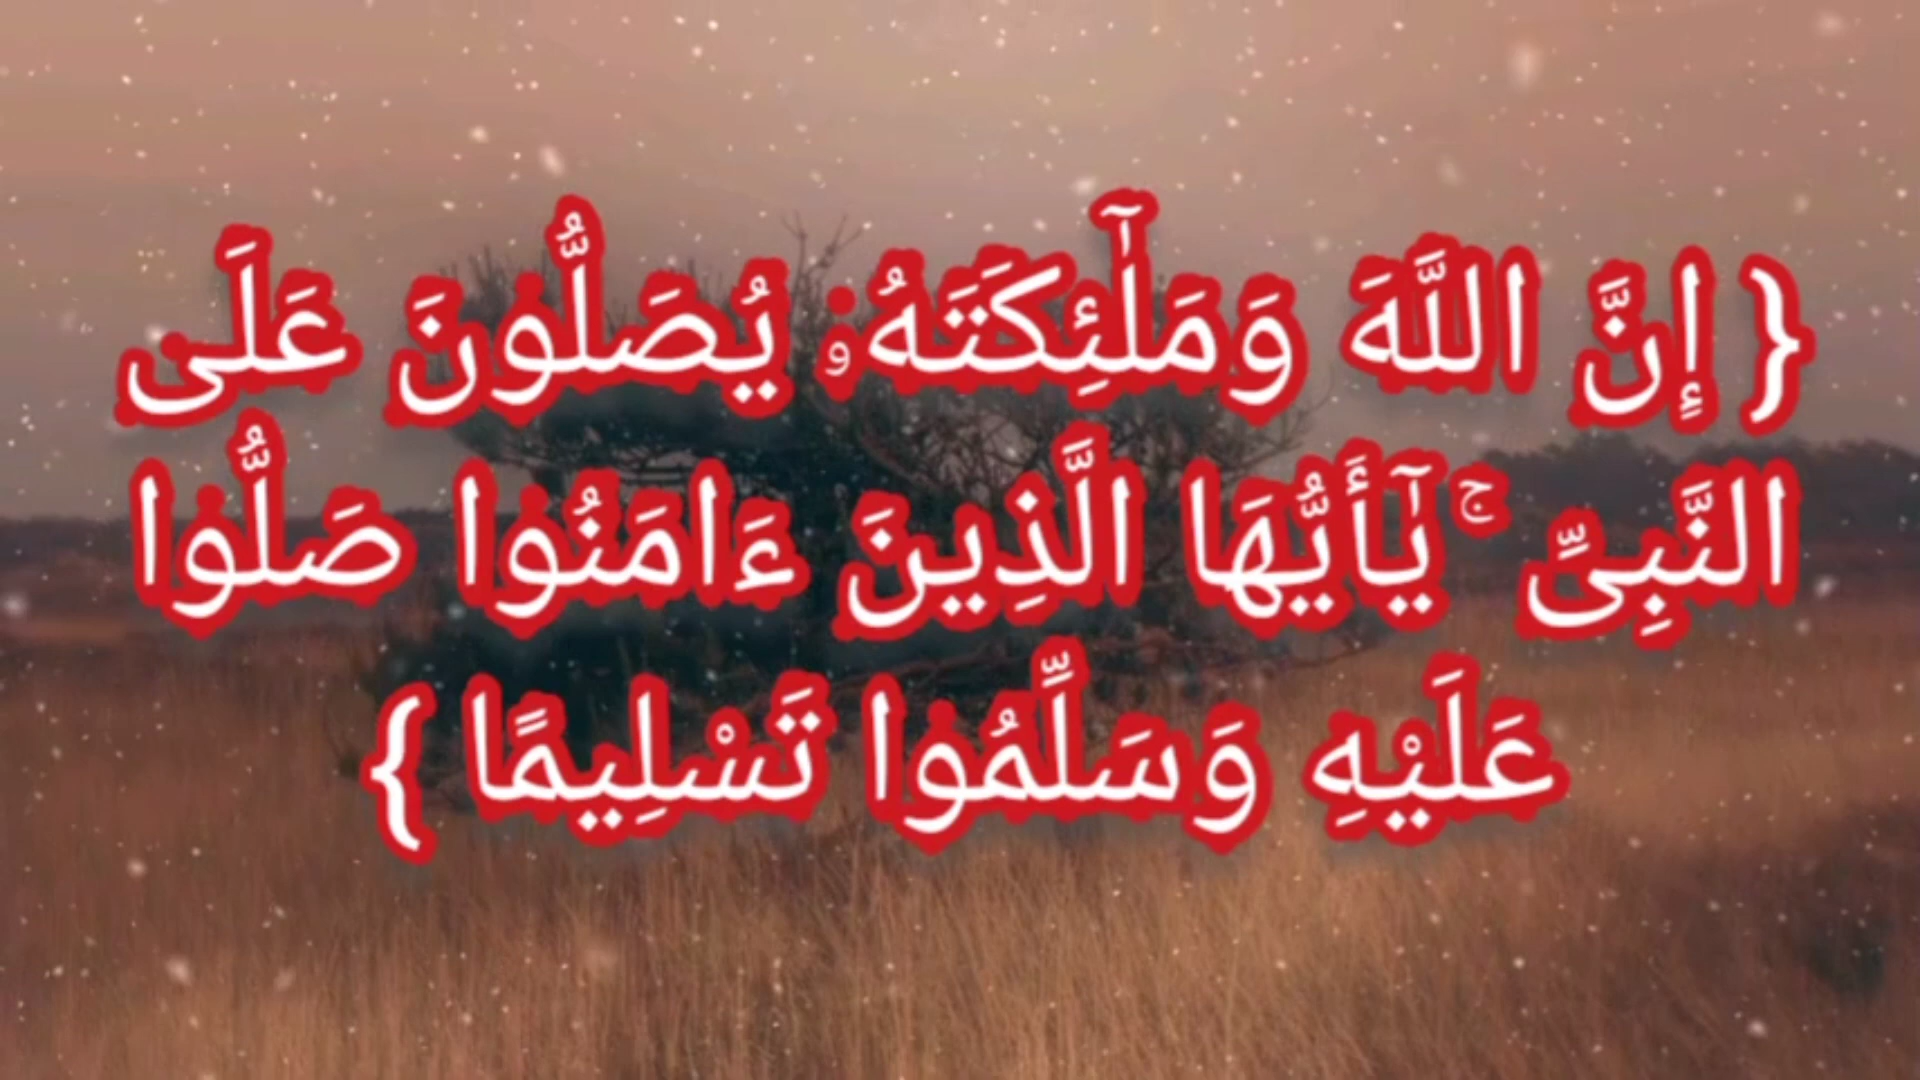 { إِنَّ اللَّهَ وَمَلَٰٓئِكَتَهُۥ يُصَلُّونَ عَلَى
النَّبِىِّ ۚ يَٰٓأَيُّهَا الَّذِينَ ءَامَنُوا صَلُّوا
عَلَيْهِ وَسَلِّمُوا تَسْلِيمًا }